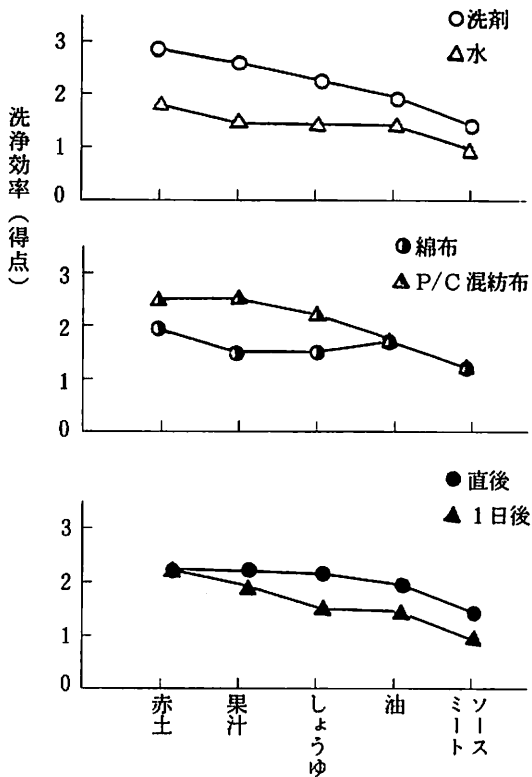 洗浄効率（得点）
○洗剤
△水
3
2
1
0
綿布
P/C混紡布
3
2
1
0
●直後
▲1日後
3
2
1
0
赤土
果汁
しょうゆ
油
ミート
ソース